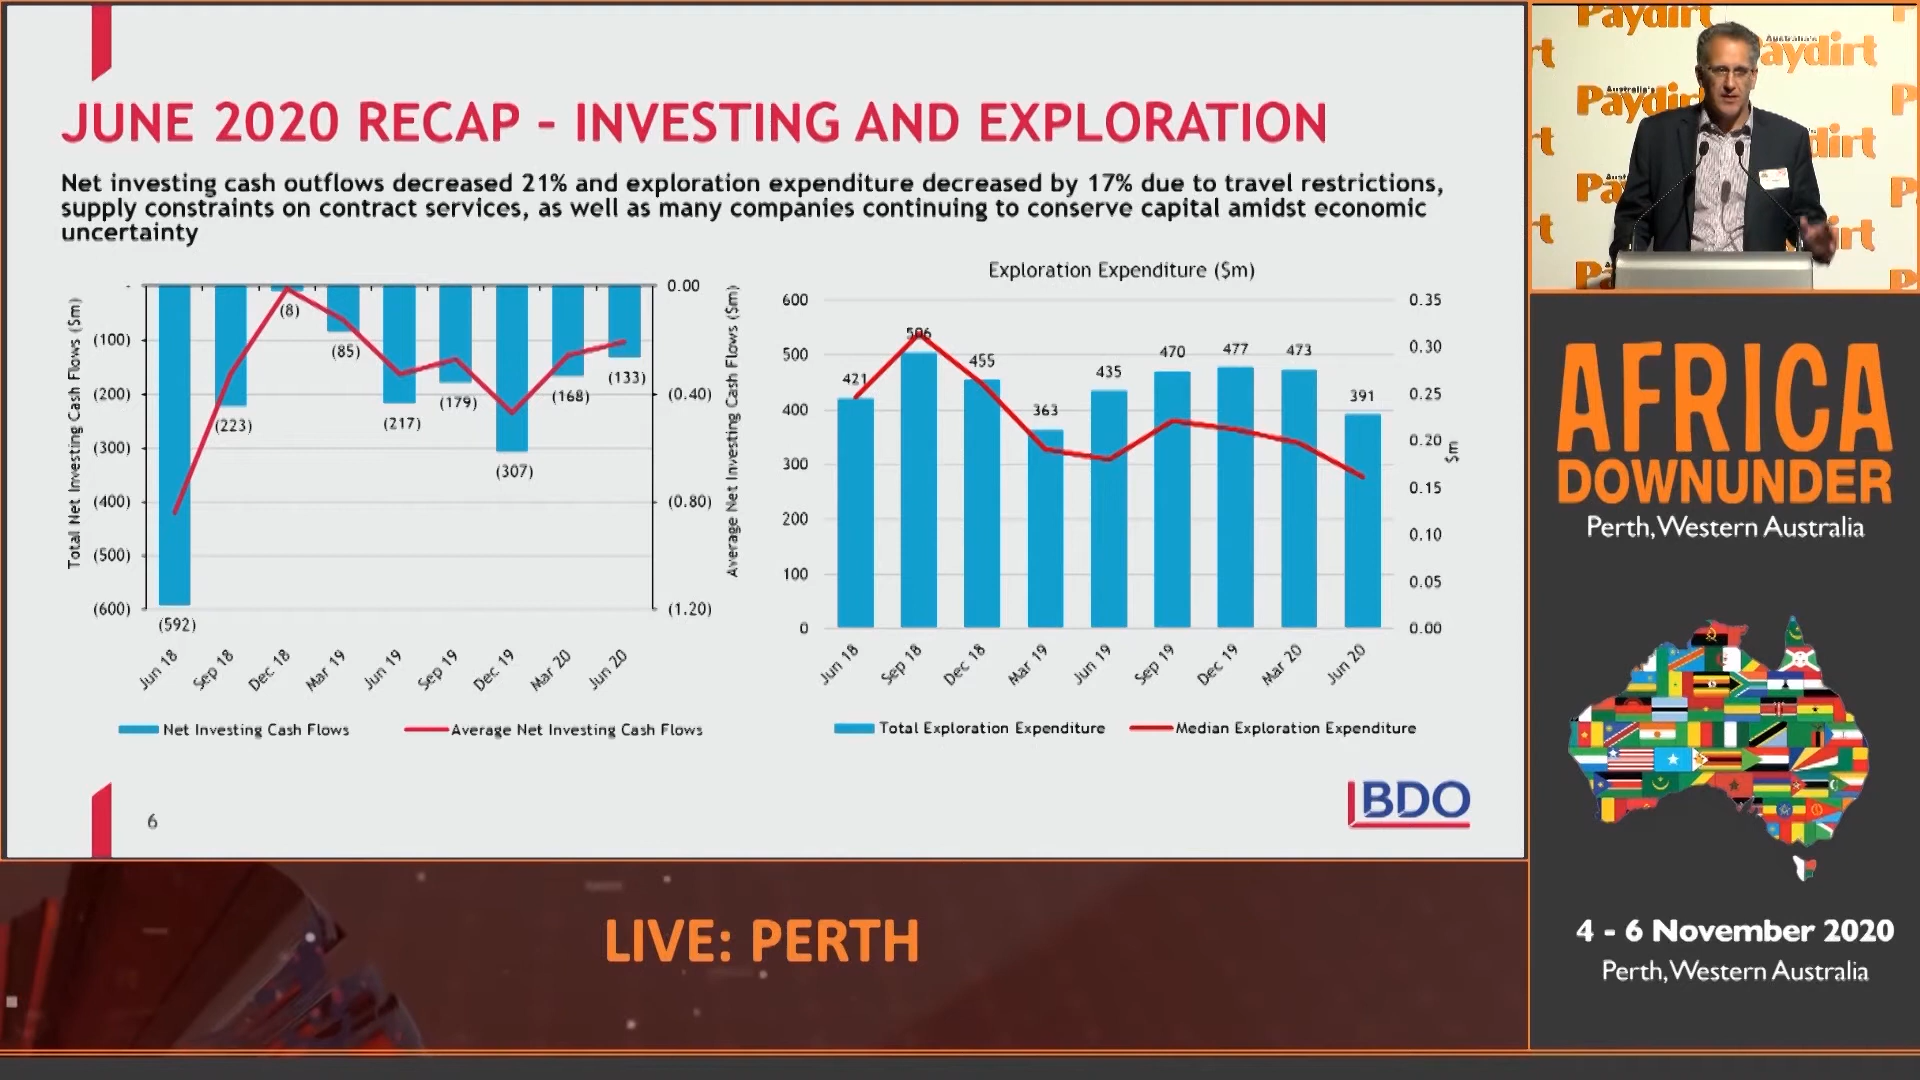 JUNE 2020 RECAP - INVESTING AND EXPLORATION
Net investing cash outflows decreased 21% and exploration expenditure decreased by 17% due to travel restrictions,
supply constraints on contract services, as well as many companies continuing to conserve capital amidst economic
uncertainty
Total Net Investing Cash Flows ($m)
-
(100)
(200)
(300)
(400)
(500)
(600)
(592)
(223)
(8)
(85)
(217)
(179)
(307)
(168)
(133)
0.00
(0.40)
(0.80)
(1.20)
Average Net Investing Cash Flows ($m)
Jun 18
Sep 18
Dec 18
Mar 19
Jun 19
Sep 19
Dec 19
Mar 20
Jun 20
Net Investing Cash Flows
Average Net Investing Cash Flows
Exploration Expenditure ($m)
600
500
400
300
200
100
0
421
506
455
363
435
470
477
473
391
0.35
0.30
0.25
0.20
0.15
0.10
0.05
0.00
$m
Jun 18
Sep 18
Dec 18
Mar 19
Jun 19
Sep 19
Dec 19
Mar 20
Jun 20
Total Exploration Expenditure
Median Exploration Expenditure
6
BDO
LIVE: PERTH
Paydirt
Australia's
Paydirt
AFRICA
DOWNUNDER
Perth, Western Australia
4 - 6 November 2020
Perth, Western Australia